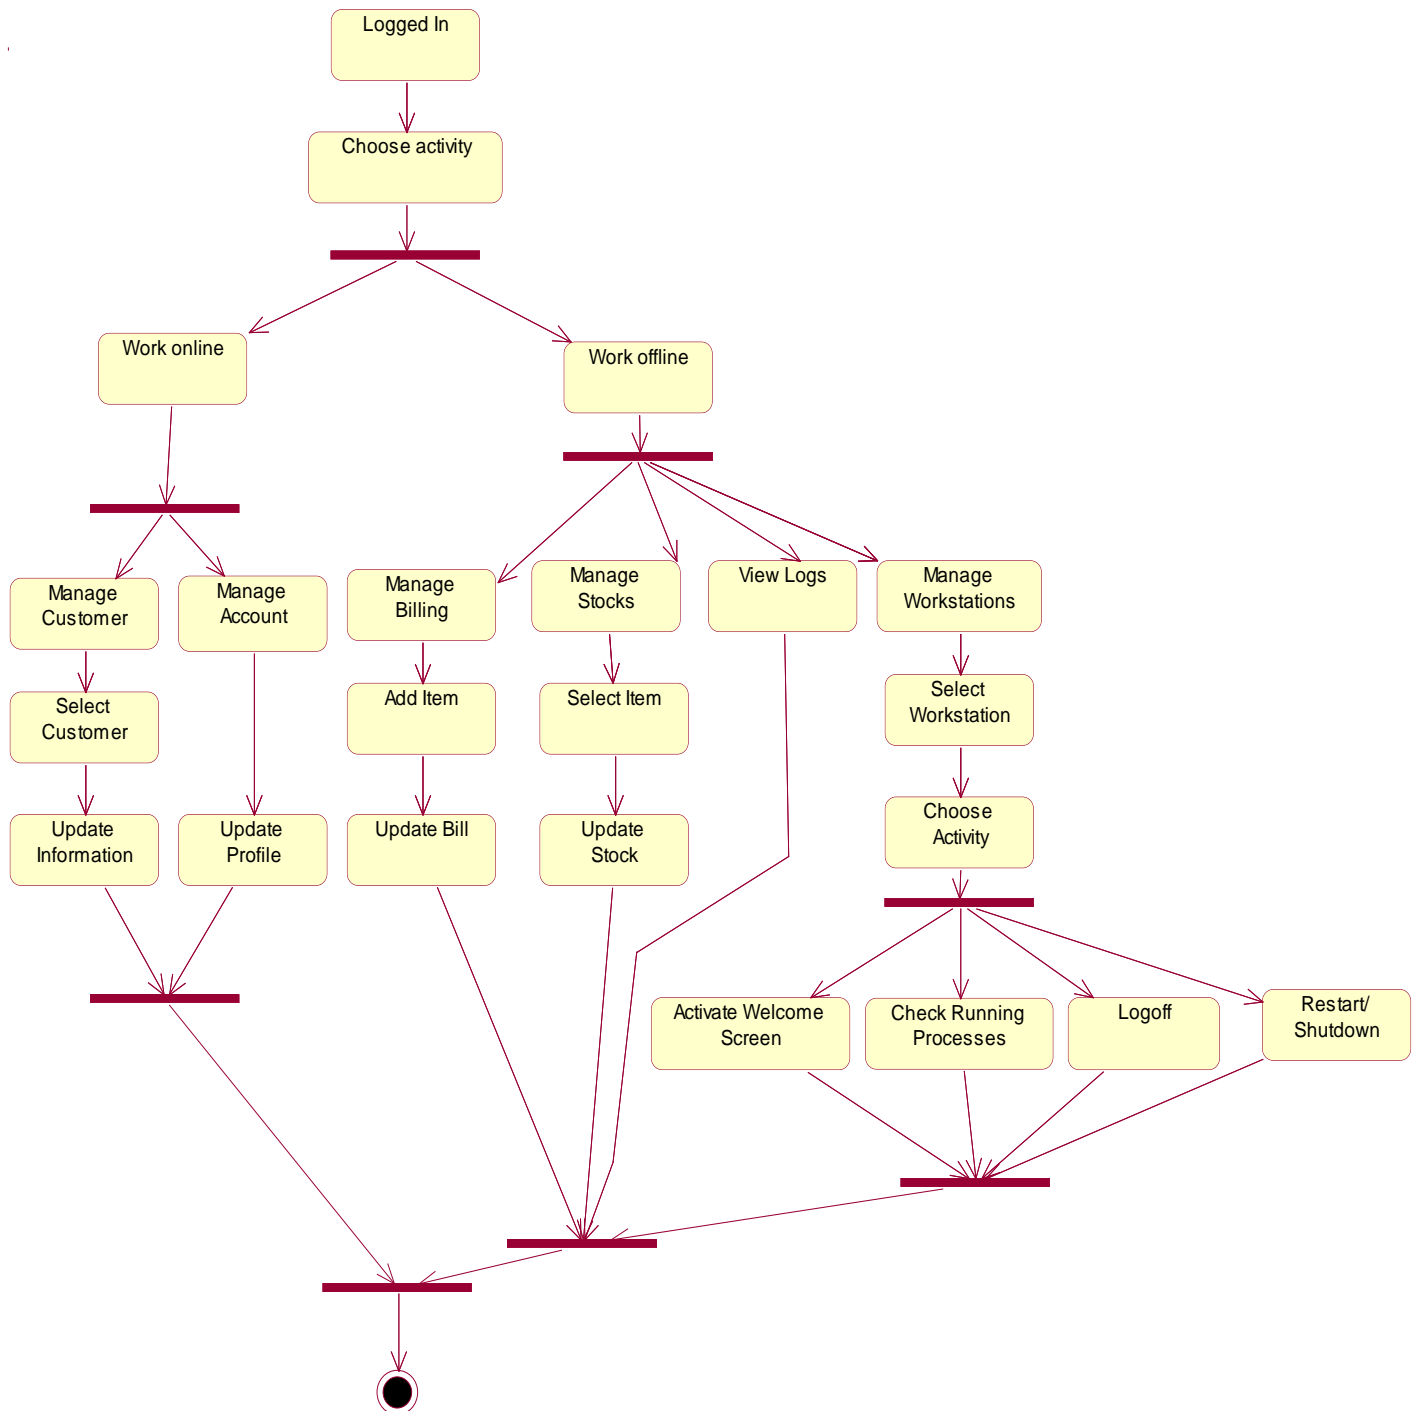 Logged In
Choose activity
Work online
Work offline
Manage
Customer
Manage
Account
Manage
Billing
Manage
Stocks
View Logs
Manage
Workstations
Select
Customer
Add Item
Select Item
Select
Workstation
Update
Information
Update
Profile
Update Bill
Update
Stock
Choose
Activity
Activate Welcome
Screen
Check Running
Processes
Logoff
Restart/
Shutdown